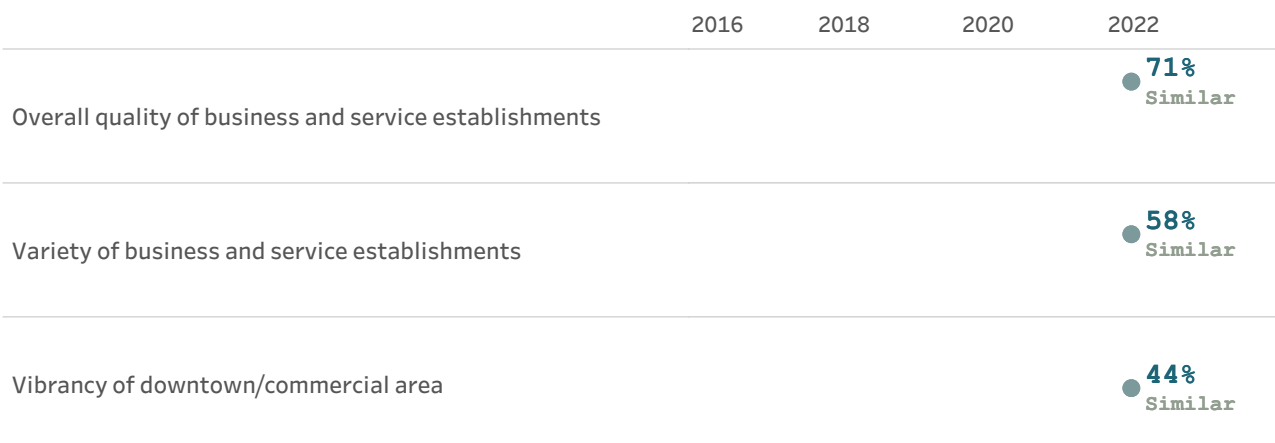 2016 2018 2020 2022
71%
Similar
Overall quality of business and service establishments
58%
Similar
Variety of business and service establishments
44%
Similar
Vibrancy of downtown/commercial area